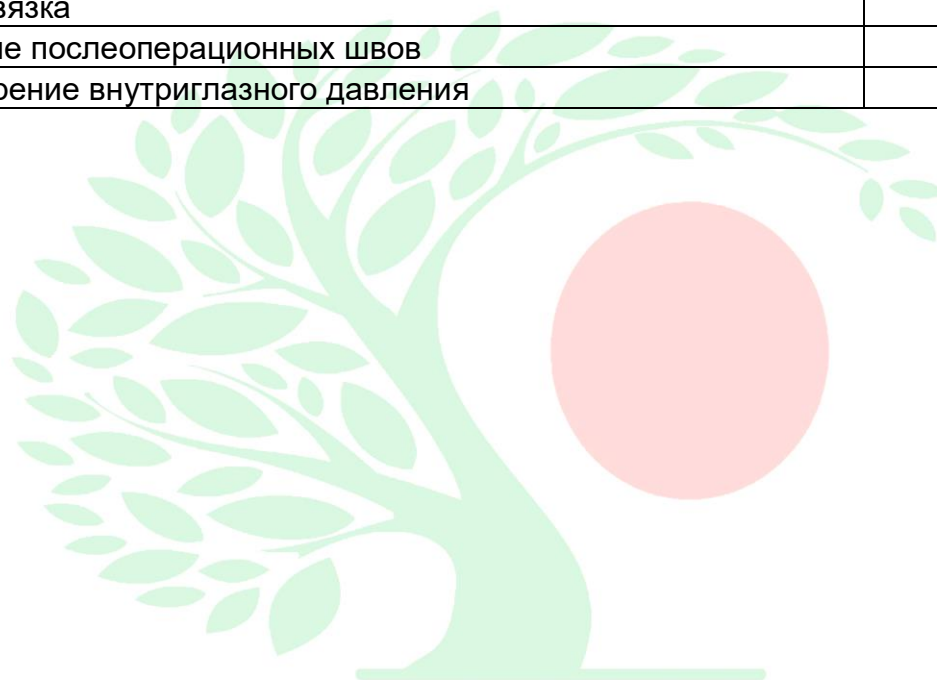 вязка
ие послеоперационных швов
рение внутриглазного давления